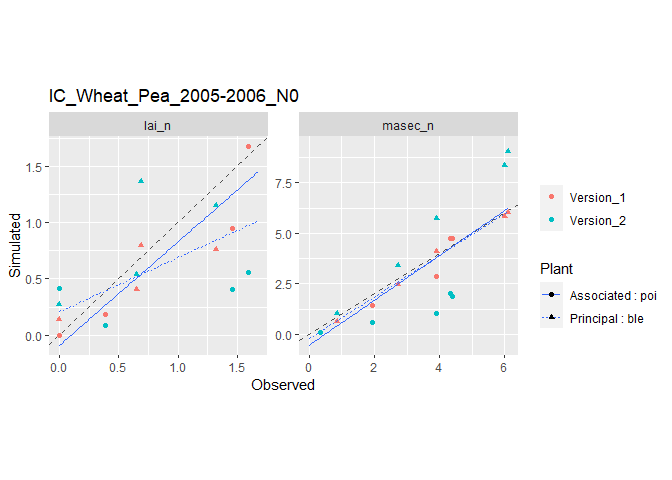 IC_Wheat_Pea_2005-2006_N0
lai_n
masec_n
1.5
1.0
0.5
0.0
7.5
5.0
2.5
0.0
Simulated
0.0
0.5
1.0
1.5
0
2
4
6
Observed
Version_1
Version_2
Plant
Associated : poi
Principal : ble